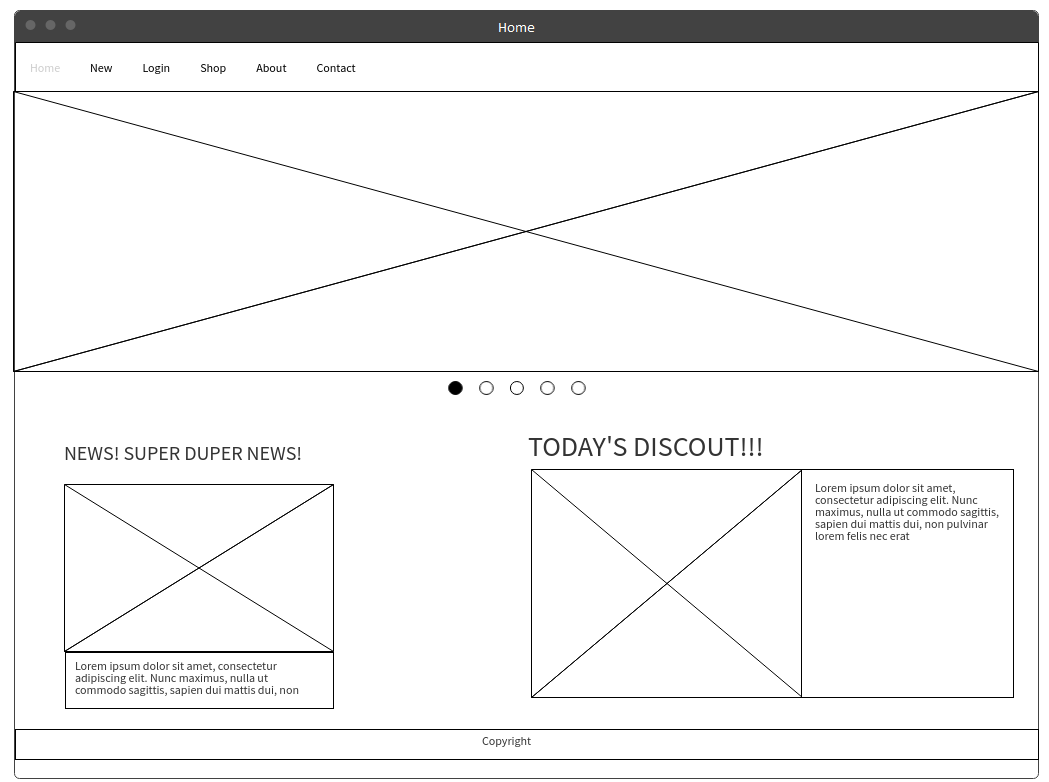 Home
Home New Login Shop About Contact
NEWS! SUPER DUPER NEWS!
Lorem ipsum dolor sit amet, consectetur
adipiscing elit. Nunc maximus, nulla ut
commodo sagittis, sapien dui mattis dui, non
TODAY'S DISCOUT!!!
Lorem ipsum dolor sit amet,
consectetur adipiscing elit. Nunc
maximus, nulla ut commodo sagittis,
sapien dui mattis dui, non pulvinar
lorem felis nec erat
Copyright